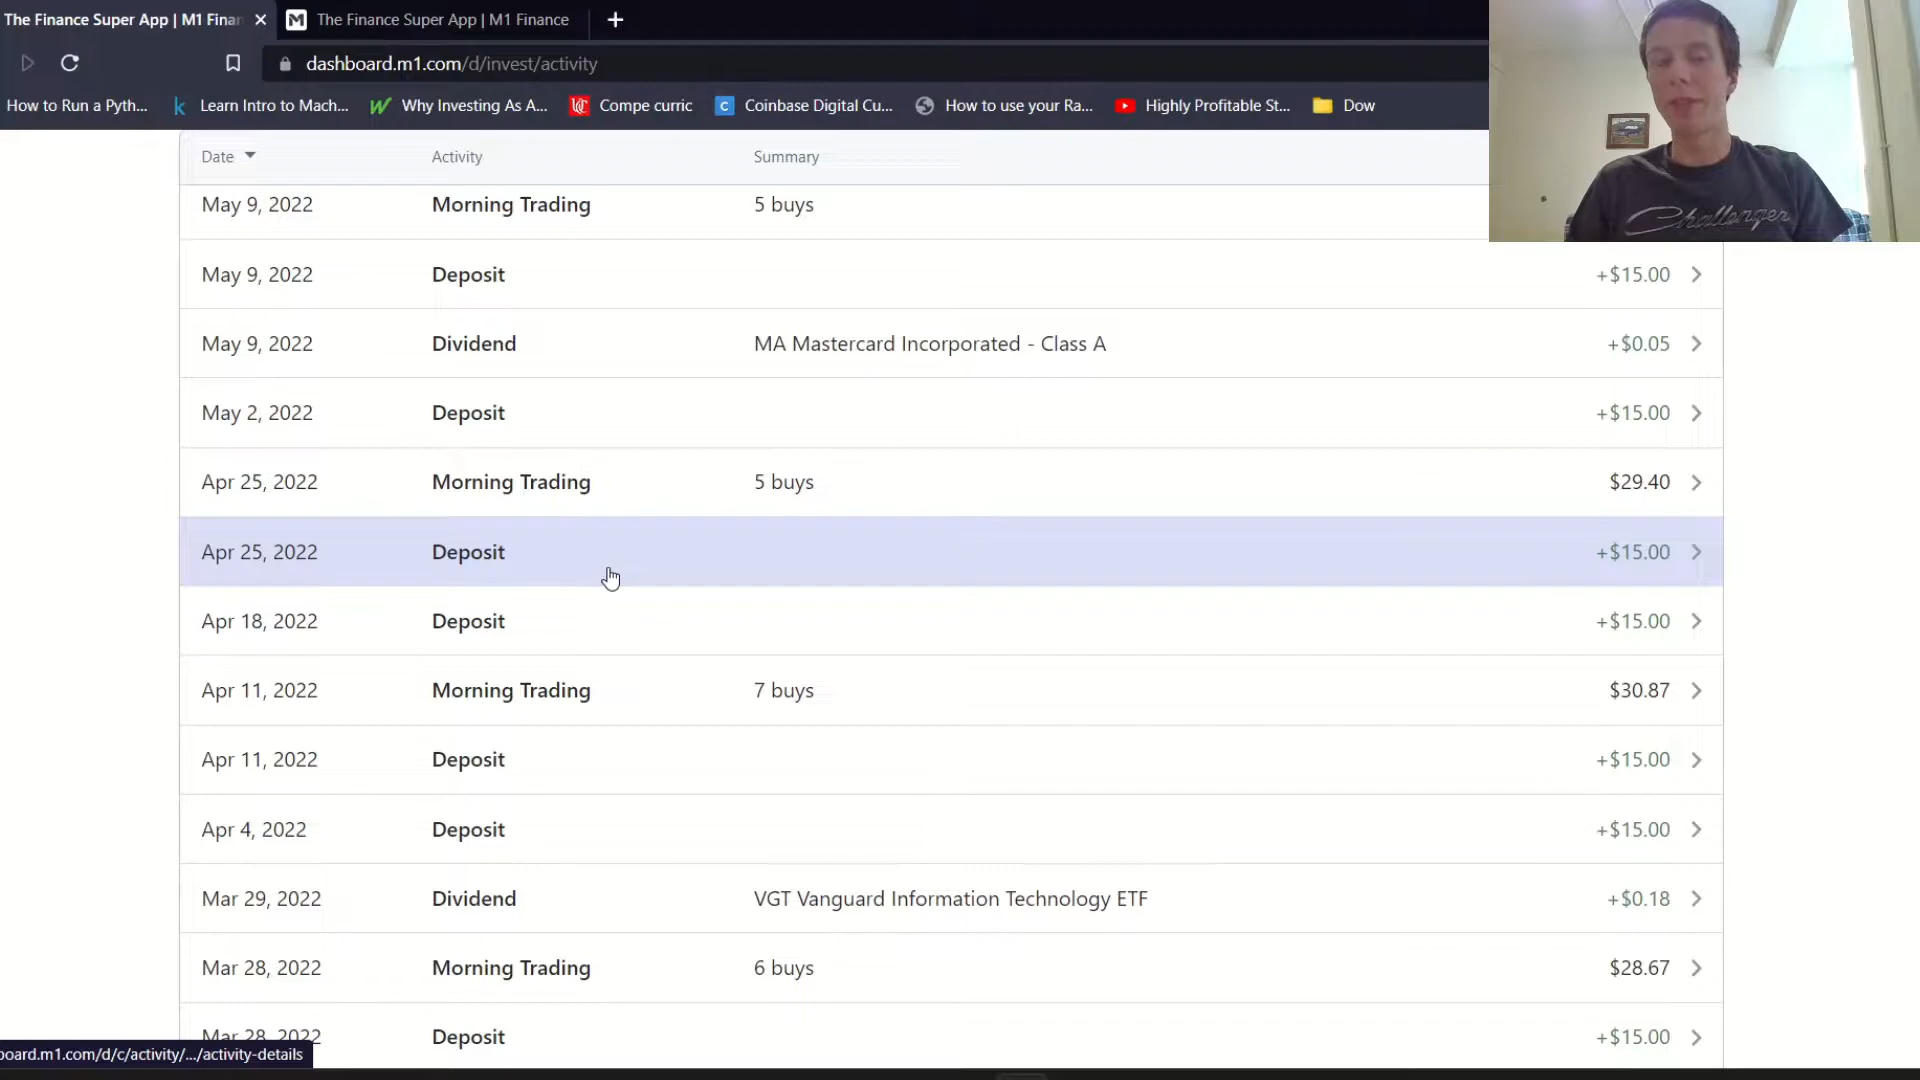 The Finance Super App | M1 Finan
The Finance Super App | M1 Finance
dashboard.m1.com/d/invest/activity
How to Run a Pyth...
Learn Intro to Mach...
Why Investing As A...
Compe curric
Coinbase Digital Cu...
How to use your Ra...
Highly Profitable St...
Dow
Date Activity Summary
May 9, 2022 Morning Trading 5 buys
May 9, 2022 Deposit +$15.00
May 9, 2022 Dividend MA Mastercard Incorporated - Class A +$0.05
May 2, 2022 Deposit +$15.00
Apr 25, 2022 Morning Trading 5 buys $29.40
Apr 25, 2022 Deposit +$15.00
Apr 18, 2022 Deposit +$15.00
Apr 11, 2022 Morning Trading 7 buys $30.87
Apr 11, 2022 Deposit +$15.00
Apr 4, 2022 Deposit +$15.00
Mar 29, 2022 Dividend VGT Vanguard Information Technology ETF +$0.18
Mar 28, 2022 Morning Trading 6 buys $28.67
Mar 28, 2022 Deposit +$15.00
board.m1.com/d/c/activity/.../activity-details
Challenger